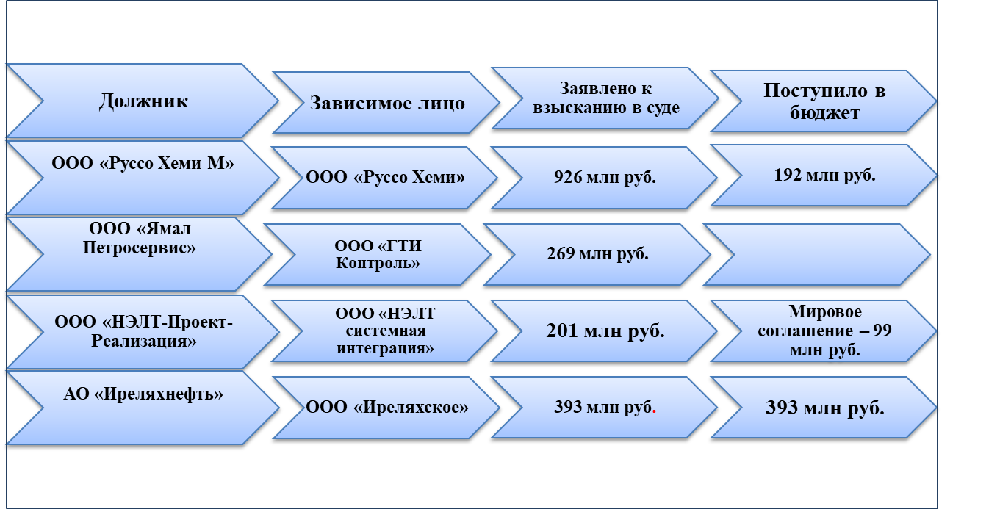 Должник
Зависимое лицо
Заявлено к
взысканию в суде
Поступило в
бюджет
ООО «Руссо Хеми М»
ООО «Руссо Хеми»
926 млн руб.
192 млн руб.
ООО «Ямал
Петросервис»
ООО «ГТИ
Контроль»
269 млн руб.
ООО «НЭЛТ-Проект-
Реализация»
ООО «НЭЛТ
системная
интеграция»
201 млн руб.
Мировое
соглашение – 99
млн руб.
АО «Иреляхнефть»
ООО «Иреляхское»
393 млн руб.
393 млн руб.